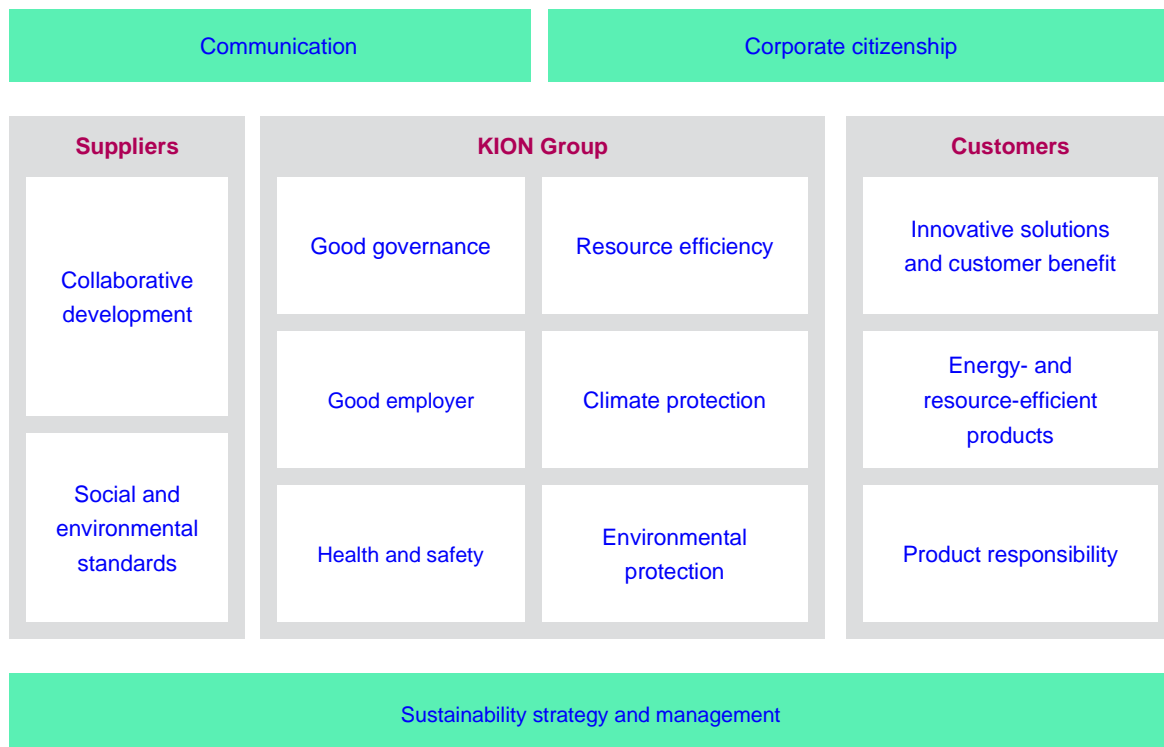 Communication
Corporate citizenship
Suppliers
Collaborative
development
Social and
environmental
standards
KION Group
Good governance
Resource efficiency
Good employer
Climate protection
Health and safety
Environmental
protection
Customers
Innovative solutions
and customer benefit
Energy- and
resource-efficient
products
Product responsibility
Sustainability strategy and management